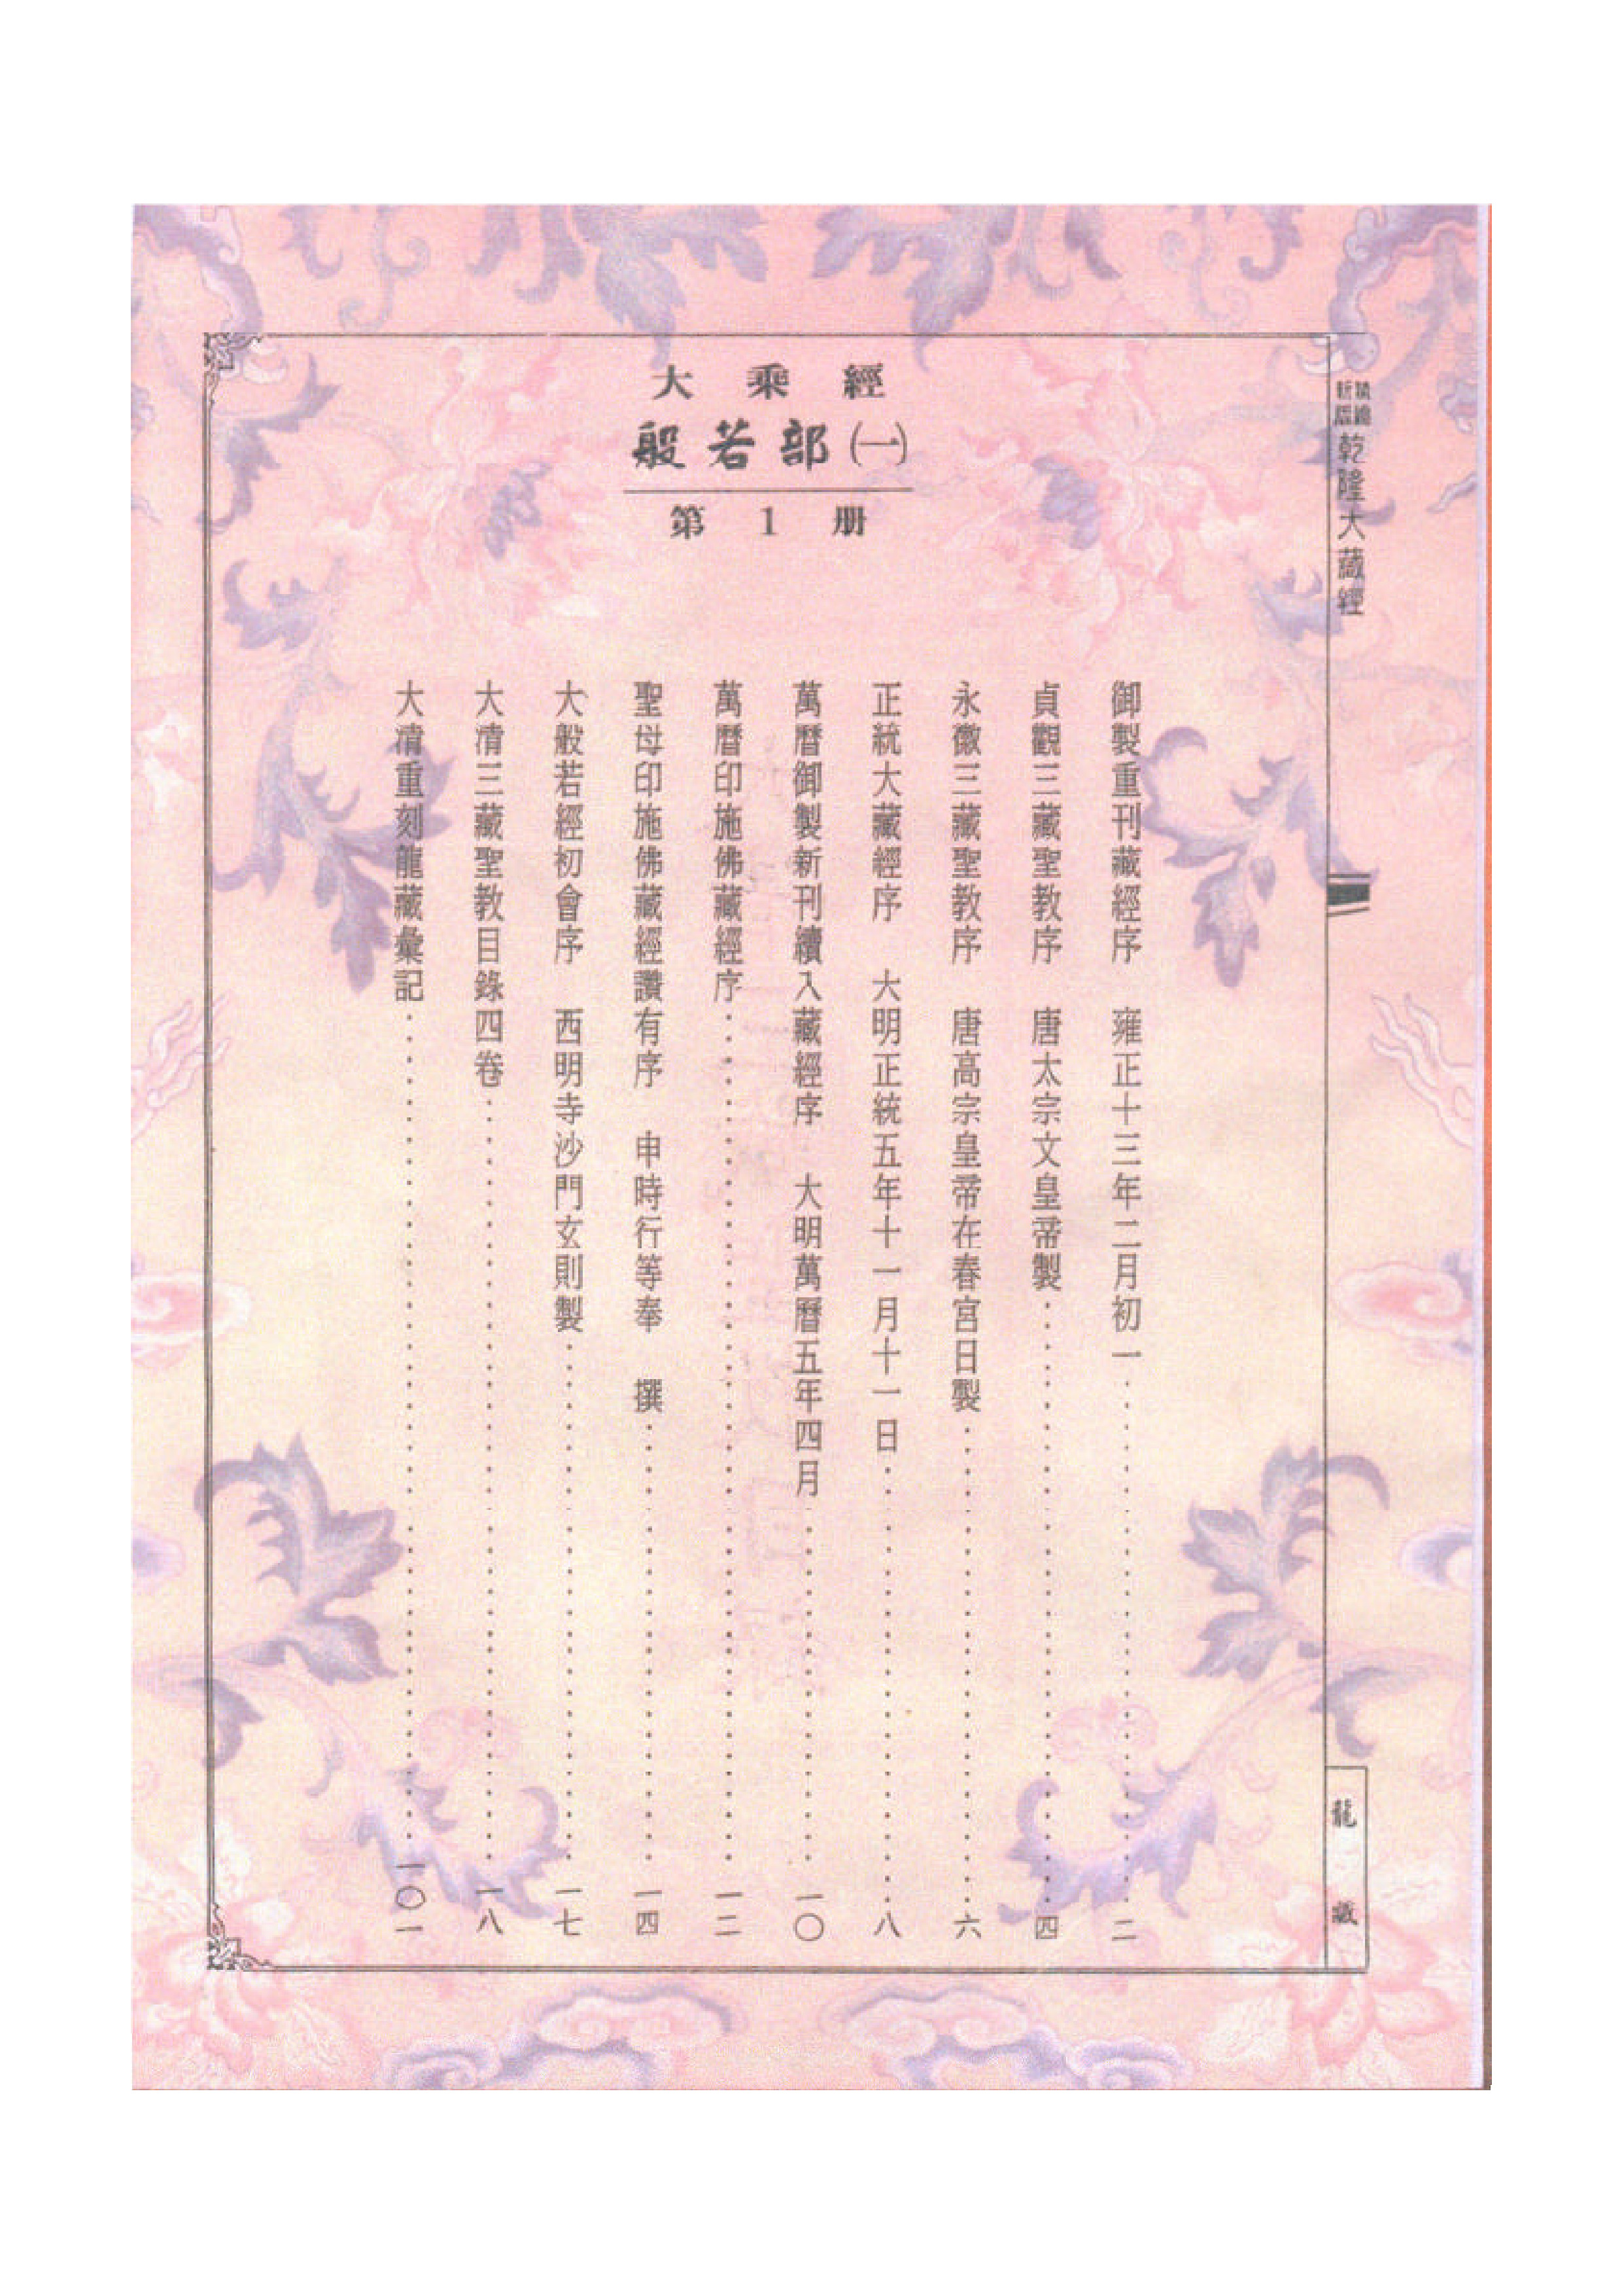 大乘經
般若部㈠
第1册
乾隆大藏經
龍藏
御製重刊藏經序　雍正十三年二月初一……二
貞觀三藏聖教序　唐太宗文皇帝製……四
永徽三藏聖教序　唐高宗皇帝在春宮日製……六
正統大藏經序　大明正統五年十一月十一日……八
萬曆御製新刊續入藏經序　大明萬曆五年四月……一〇
萬曆印施佛藏經序……一二
聖母印施佛藏經讚有序　申時行等奉　撰……一四
大般若經初會序　西明寺沙門玄則製……一七
大清三藏聖教目錄四卷……一八
大清重刻龍藏彙記……一〇一